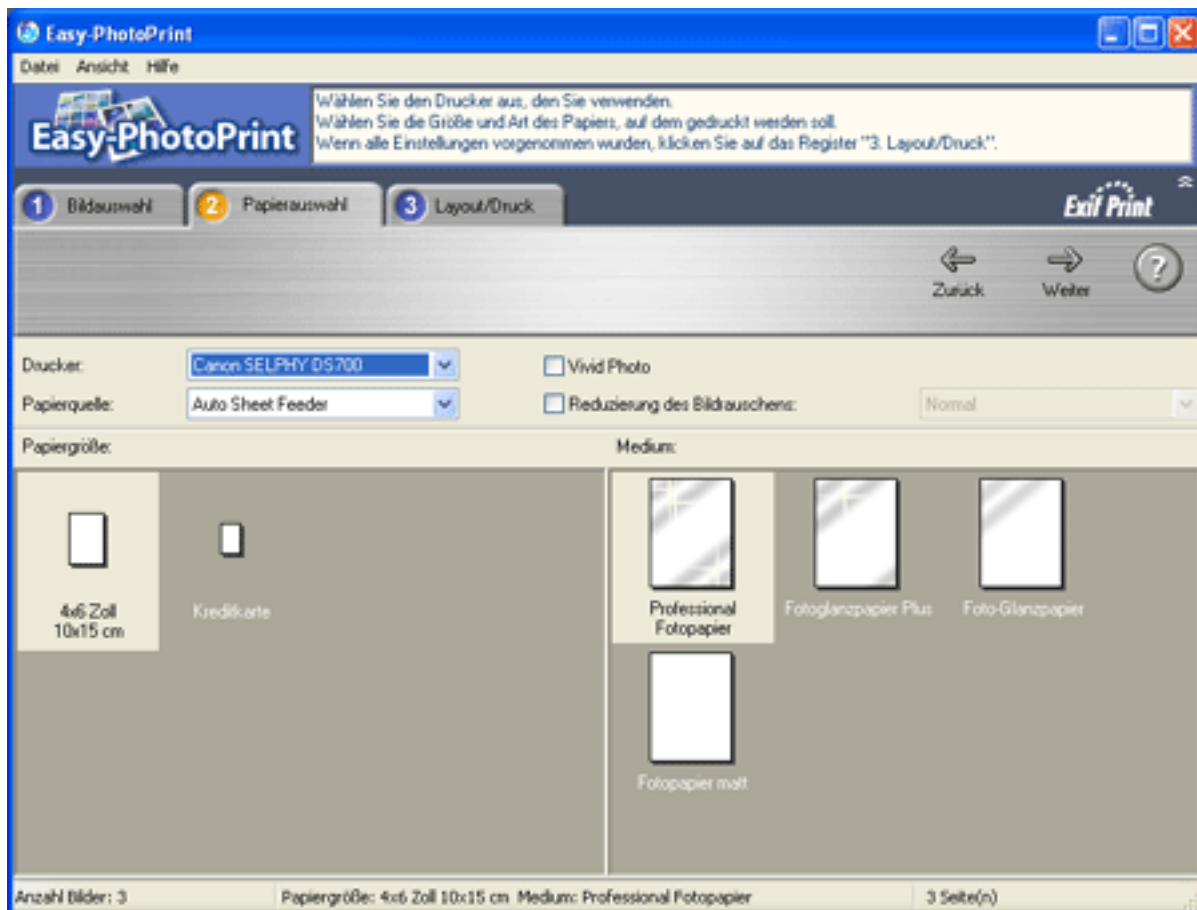 Easy-PhotoPrint
Datei Ansicht Hilfe
Easy-PhotoPrint
Wählen Sie den Drucker aus, den Sie verwenden.
Wählen Sie die Größe und Art des Papiers, auf dem gedruckt werden soll.
Wenn alle Einstellungen vorgenommen wurden, klicken Sie auf das Register "3. Layout/Druck".
1 Bildauswahl 2 Papierauswahl 3 Layout/Druck
Exif Print
Zurück Weiter ?
Drucker: Canon SELPHY DS700 Vivid Photo
Papierquelle: Auto Sheet Feeder Reduzierung des Bildrauschens: Normal
Papiergröße: Medium:
4x6 Zoll
10x15 cm
Kreditkarte
Professional
Fotopapier
Fotoglanzpapier Plus
Foto-Glanzpapier
Fotopapier matt
Anzahl Bilder: 3 Papiergröße: 4x6 Zoll 10x15 cm Medium: Professional Fotopapier 3 Seite(n)